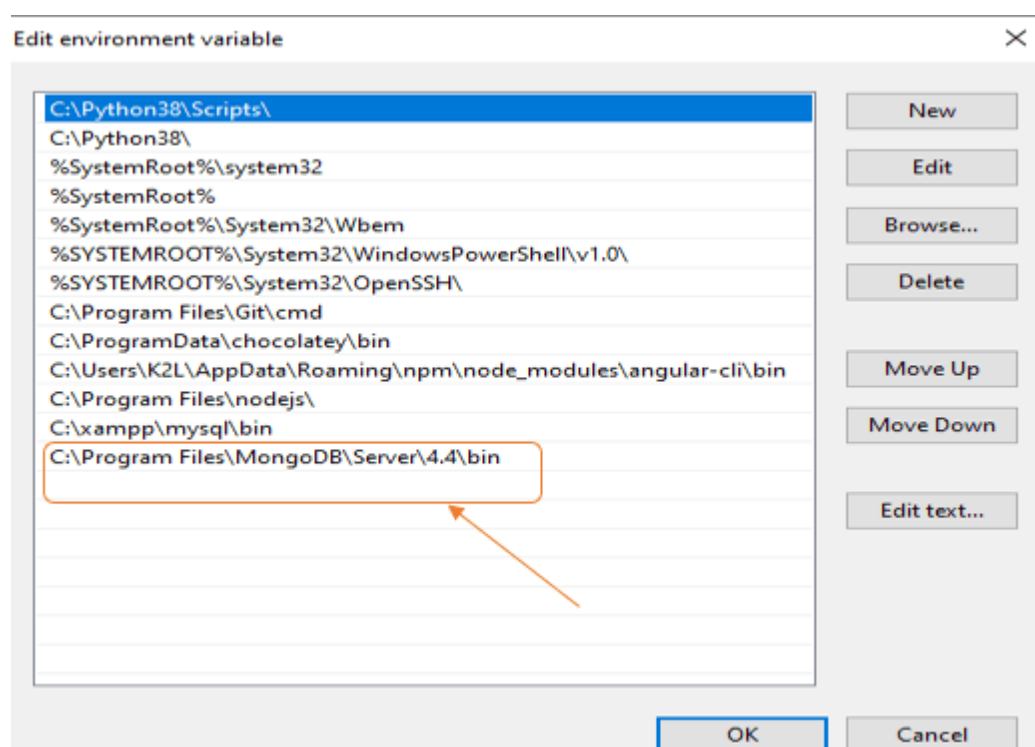 Edit environment variable
C:\Python38\Scripts\
C:\Python38\
%SystemRoot%\system32
%SystemRoot%
%SystemRoot%\System32\Wbem
%SYSTEMROOT%\System32\WindowsPowerShell\v1.0\
%SYSTEMROOT%\System32\OpenSSH\
C:\Program Files\Git\cmd
C:\ProgramData\chocolatey\bin
C:\Users\K2L\AppData\Roaming\npm\node_modules\angular-cli\bin
C:\Program Files\nodejs\
C:\xampp\mysql\bin
C:\Program Files\MongoDB\Server\4.4\bin
New
Edit
Browse...
Delete
Move Up
Move Down
Edit text...
OK
Cancel